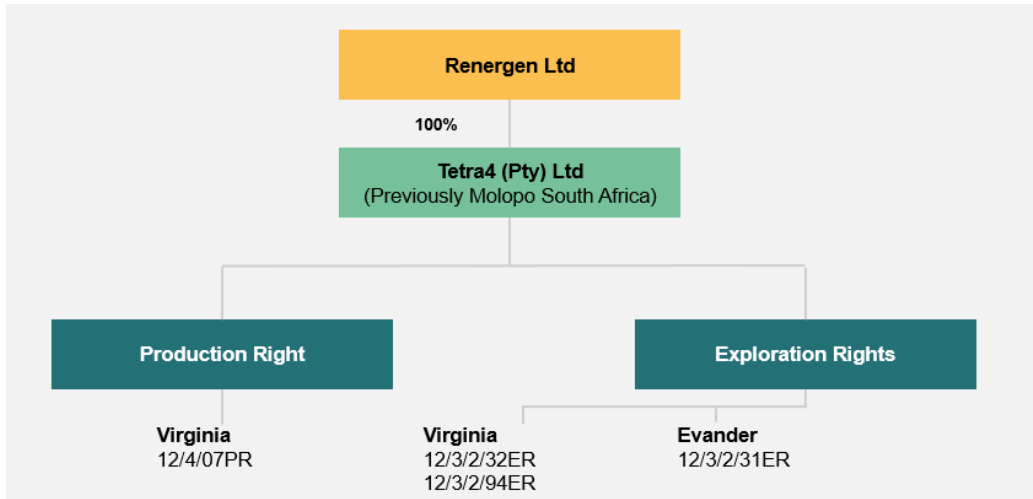 Renergen Ltd
100%
Tetra4 (Pty) Ltd
(Previously Molopo South Africa)
Production Right
Exploration Rights
Virginia
12/4/07PR
Virginia
12/3/2/32ER
12/3/2/94ER
Evander
12/3/2/31ER